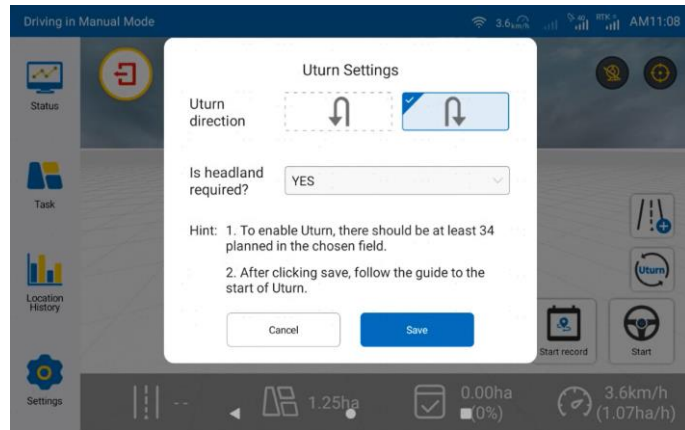 Driving in Manual Mode
3.6 km/h
40
RTK
AM11:08
Status
Task
Location
History
Settings
Uturn Settings
Uturn
direction
Is headland
required?
YES
Hint: 1. To enable Uturn, there should be at least 34
planned in the chosen field.
2. After clicking save, follow the guide to the
start of Uturn.
Cancel
Save
Uturn
Start record
Start
--
1.25ha
0.00ha
(0%)
3.6km/h
(1.07ha/h)